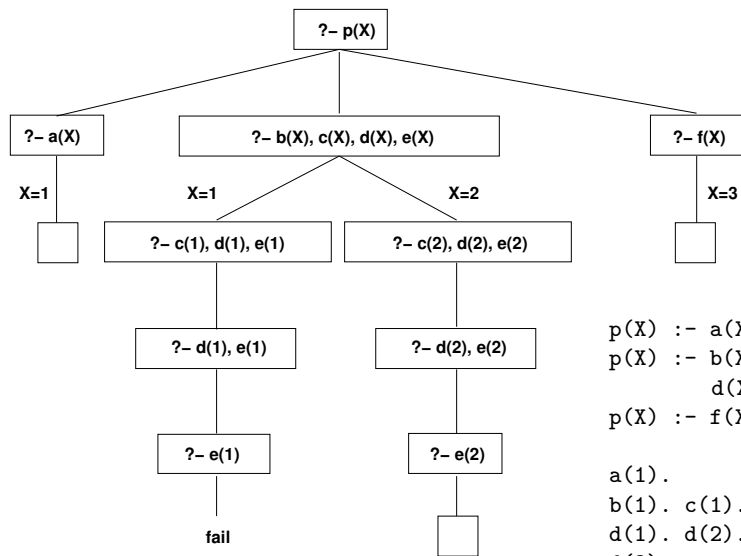 ?– p(X)
?– a(X)
?– b(X), c(X), d(X), e(X)
?– f(X)
X=1
X=1
X=2
X=3
?– c(1), d(1), e(1)
?– c(2), d(2), e(2)
?– d(1), e(1)
?– d(2), e(2)
?– e(1)
?– e(2)
fail
p(X) :- a(X
p(X) :- b(X
d(X
p(X) :- f(X
a(1).
b(1). c(1).
d(1). d(2).